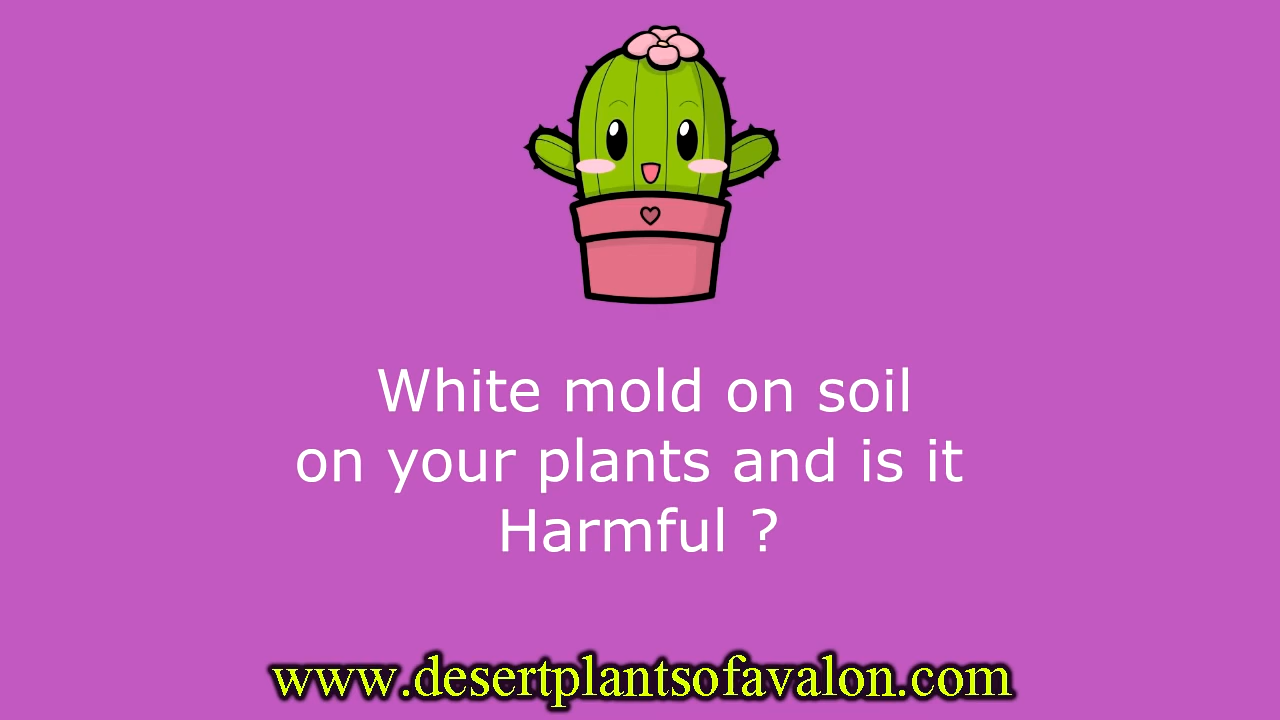 White mold on soil
on your plants and is it
Harmful ?
www.desertplantsofavalon.com